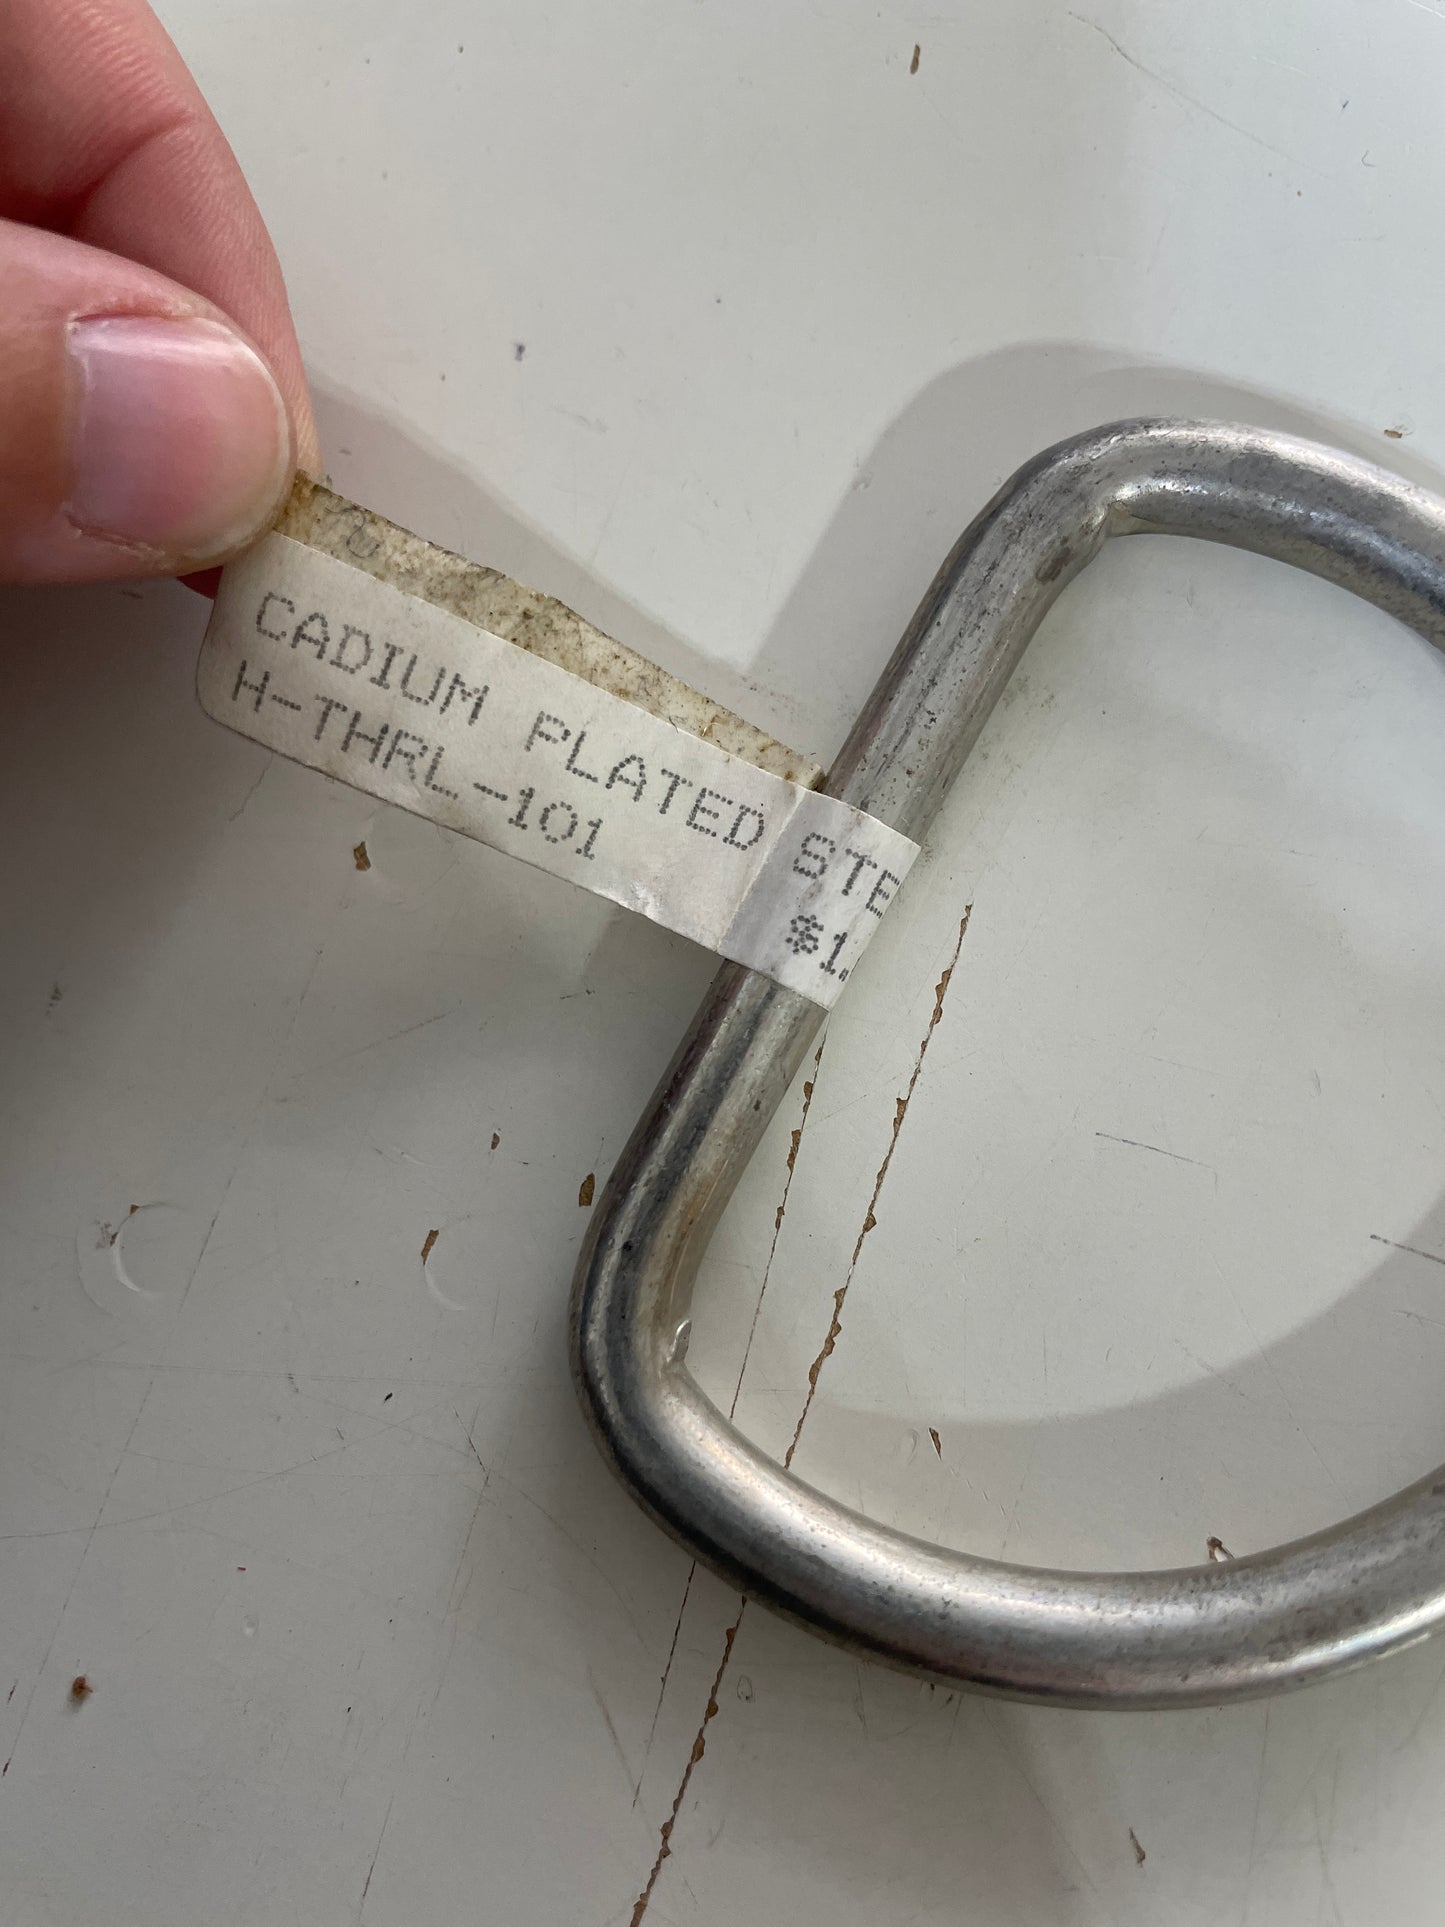 CADIUM PLATED STE
H-THRL-101 *1.